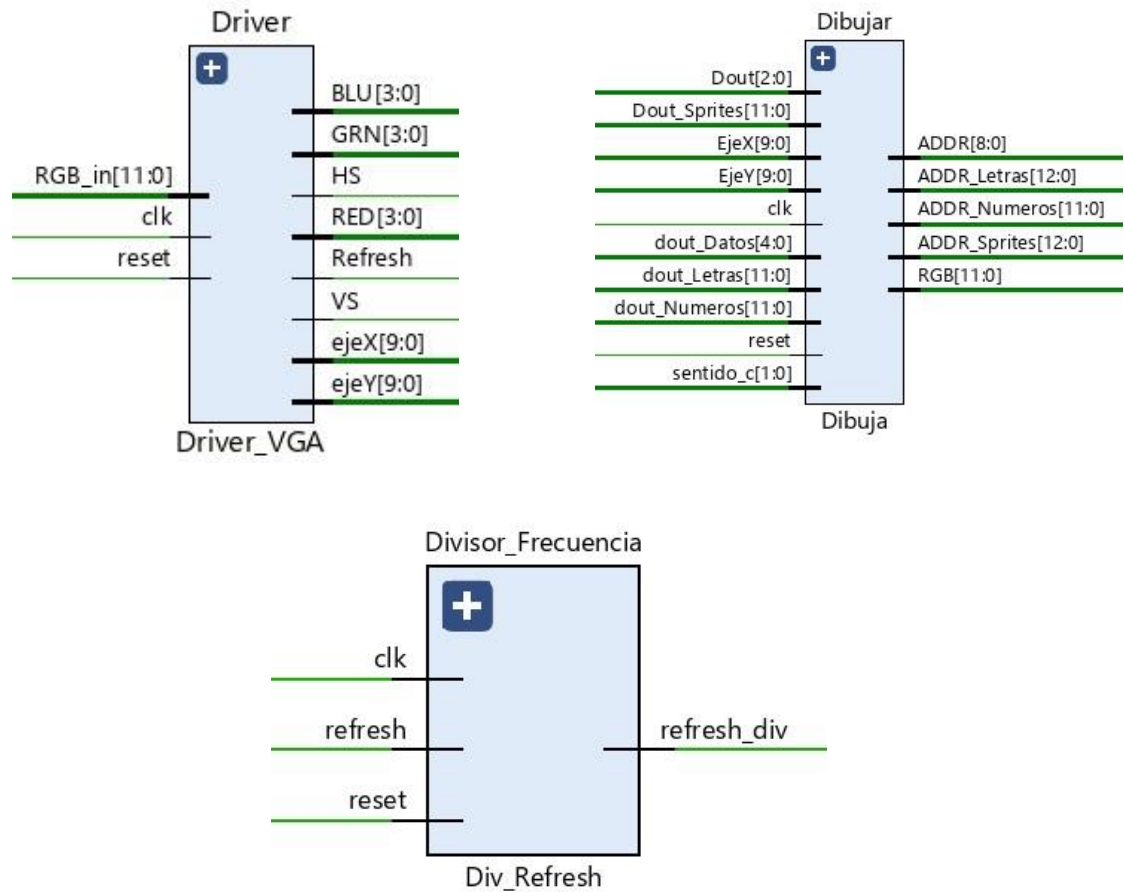 Driver
RGB_in[11:0]
clk
reset
BLU[3:0]
GRN[3:0]
HS
RED[3:0]
Refresh
VS
ejeX[9:0]
ejeY[9:0]
Driver_VGA
Dibujar
Dout[2:0]
Dout_Sprites[11:0]
EjeX[9:0]
EjeY[9:0]
clk
dout_Datos[4:0]
dout_Letras[11:0]
dout_Numeros[11:0]
reset
sentido_c[1:0]
ADDR[8:0]
ADDR_Letras[12:0]
ADDR_Numeros[11:0]
ADDR_Sprites[12:0]
RGB[11:0]
Dibuja
Divisor_Frecuencia
clk
refresh
reset
refresh_div
Div_Refresh